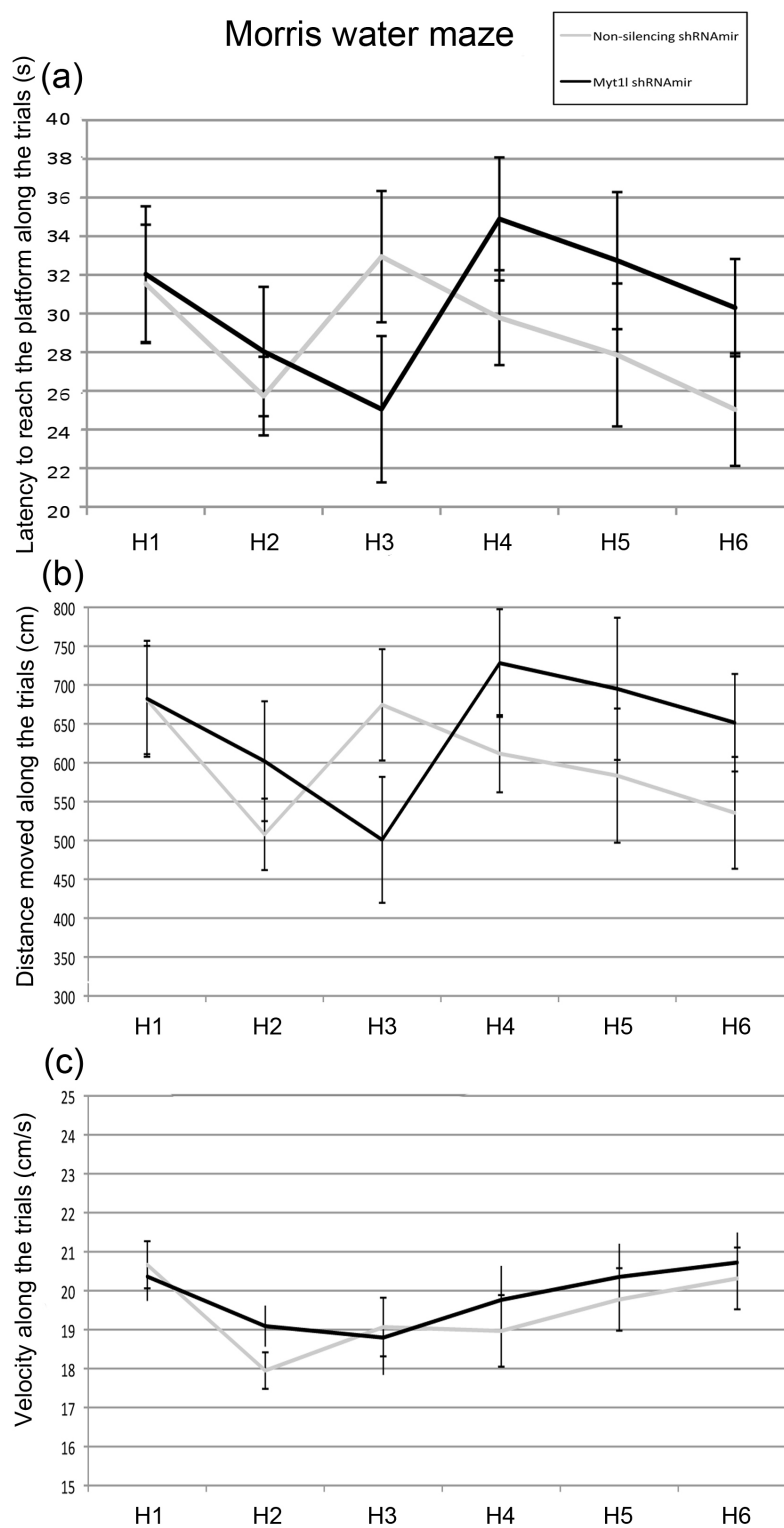 Morris water maze
Non-silencing shRNAmir
Myt1l shRNAmir
(a)
Latency to reach the platform along the trials (s)
40
38
36
34
32
30
28
26
24
22
20
H1 H2 H3 H4 H5 H6
(b)
Distance moved along the trials (cm)
800
750
700
650
600
550
500
450
400
350
300
H1 H2 H3 H4 H5 H6
(c)
Velocity along the trials (cm/s)
25
24
23
22
21
20
19
18
17
16
15
H1 H2 H3 H4 H5 H6